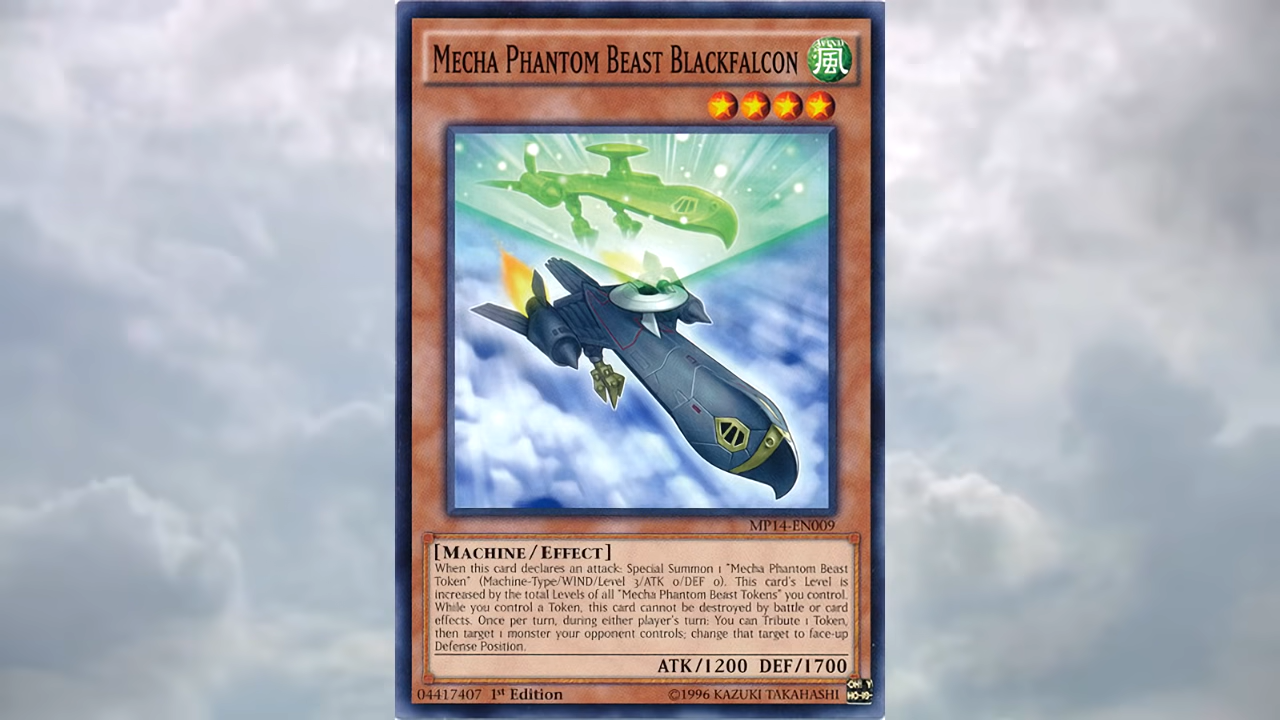 MECHA PHANTOM BEAST BLACKFALCON
WIND
風
MP14-EN009
[MACHINE/EFFECT]
When this card declares an attack: Special Summon 1 "Mecha Phantom Beast
Token" (Machine-Type/WIND/Level 3/ATK 0/DEF 0). This card's Level is
increased by the total Levels of all "Mecha Phantom Beast Tokens" you control.
While you control a Token, this card cannot be destroyed by battle or card
effects. Once per turn, during either player's turn: You can Tribute 1 Token,
then target 1 monster your opponent controls; change that target to face-up
Defense Position.
ATK/1200 DEF/1700
04417407 1st Edition ©1996 KAZUKI TAKAHASHI